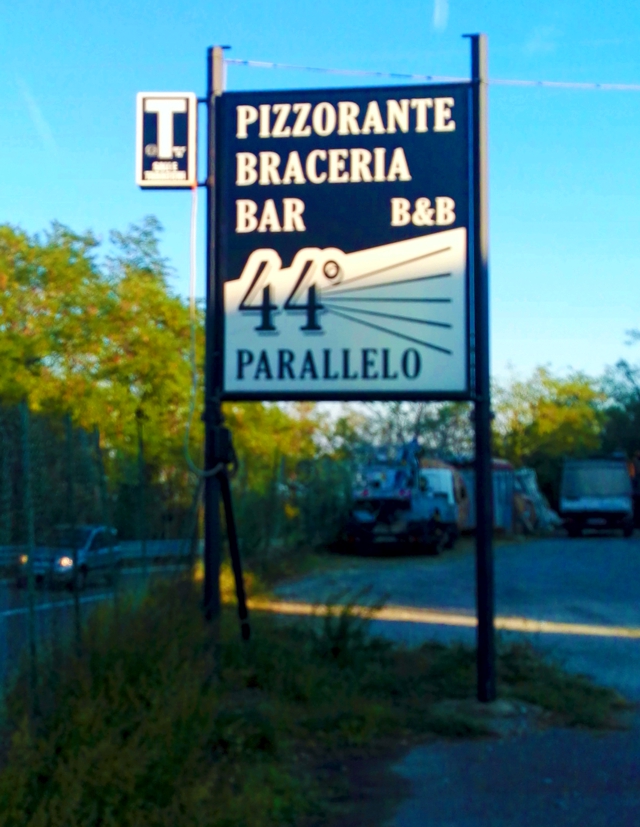 T
PIZZORANTE
BRACERIA
BAR B&B
44°
PARALLELO